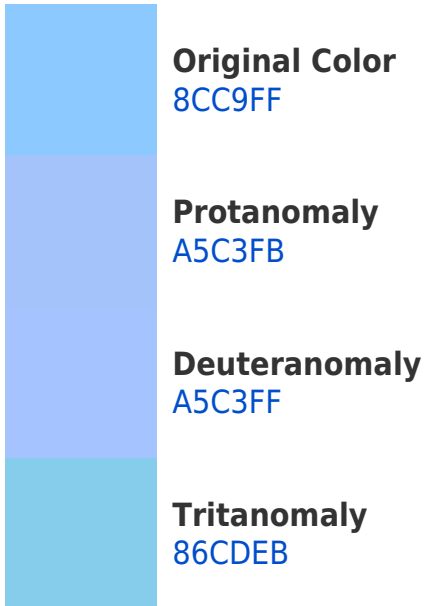 Original Color
8CC9FF
Protanomaly
A5C3FB
Deuteranomaly
A5C3FF
Tritanomaly
86CDEB